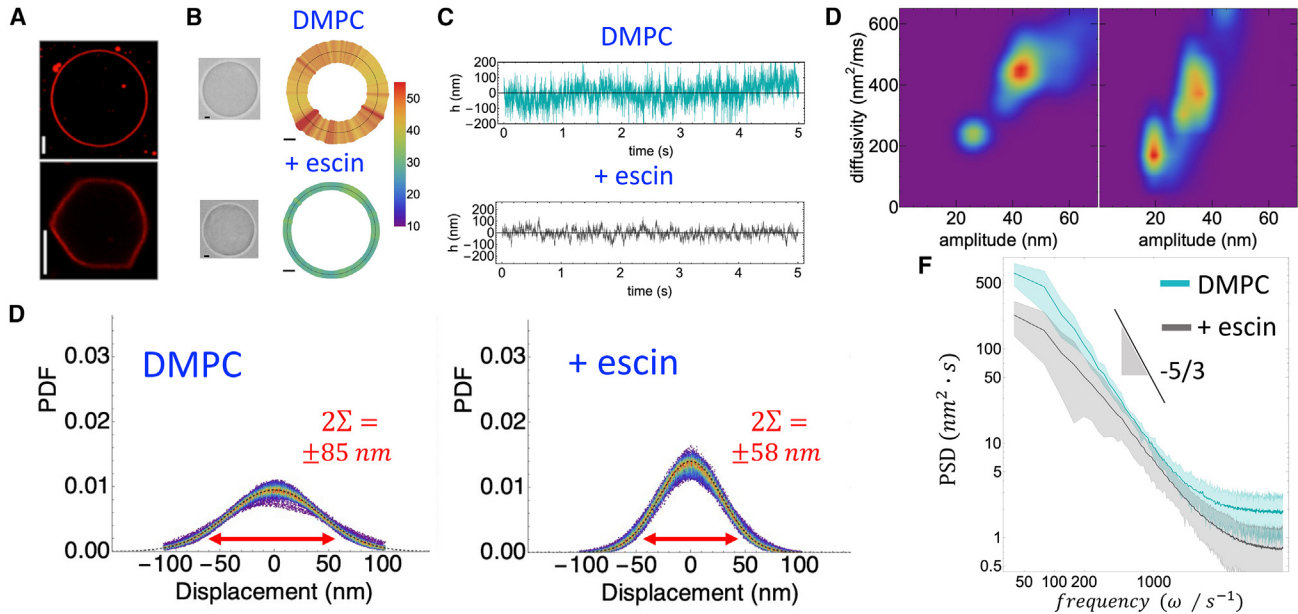 A
B
DMPC
+ escin
50
40
30
20
10
C
DMPC
h (nm)
200
100
0
−100
−200
0 1 2 3 4 5
time (s)
+ escin
h (nm)
200
100
0
−100
−200
0 1 2 3 4 5
time (s)
D
diffusivity (nm²/ms)
600
400
200
0
20 40 60
amplitude (nm)
20 40 60
amplitude (nm)
D
DMPC
PDF
0.03
0.02
0.01
0.00
2Σ =
±85 nm
−100 −50 0 50 100
Displacement (nm)
+ escin
PDF
0.03
0.02
0.01
0.00
2Σ =
±58 nm
−100 −50 0 50 100
Displacement (nm)
F
PSD (nm² · s)
500
100
50
10
5
1
0.5
DMPC
+ escin
-5/3
50 100 200 1000
frequency (ω / s⁻¹)